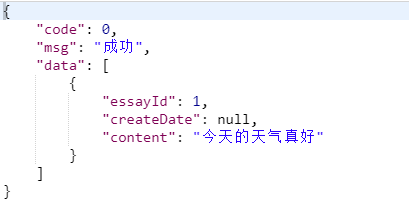 {
    "code": 0,
    "msg": "成功",
    "data": [
        {
            "essayId": 1,
            "createDate": null,
            "content": "今天的天气真好"
        }
    ]
}